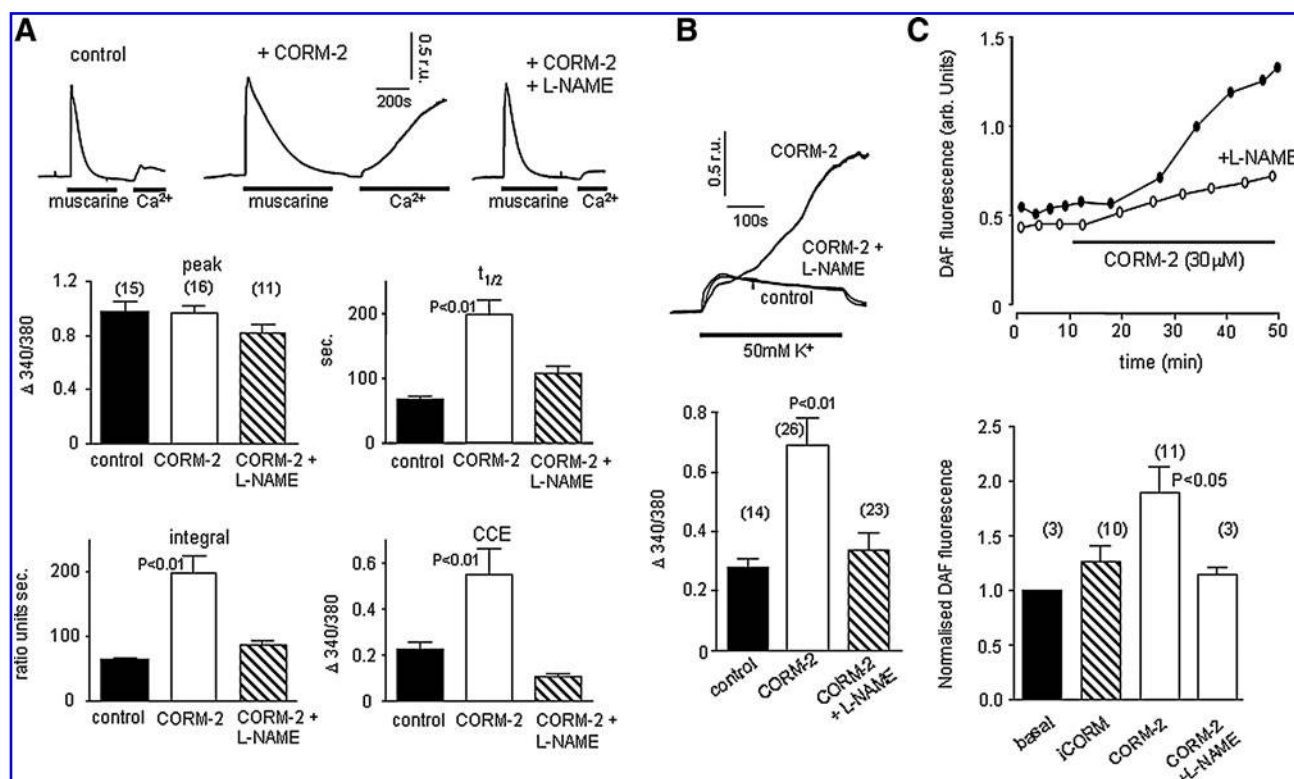 A
control
+ CORM-2
0.5 r.u.
200s
+ CORM-2
+ L-NAME
muscarine
Ca2+
muscarine
Ca2+
muscarine
Ca2+
peak
(15)
(16)
(11)
1.2
0.8
0.4
0
Δ 340/380
control
CORM-2
CORM-2 +
L-NAME
t1/2
P<0.01
200
100
0
sec.
control
CORM-2
CORM-2 +
L-NAME
integral
P<0.01
200
100
0
ratio units sec.
control
CORM-2
CORM-2 +
L-NAME
CCE
P<0.01
0.6
0.4
0.2
0
Δ 340/380
control
CORM-2
CORM-2 +
L-NAME
B
CORM-2
0.5 r.u.
100s
CORM-2 +
L-NAME
control
50mM K+
P<0.01
(26)
(14)
(23)
0.8
0.6
0.4
0.2
0
Δ 340/380
control
CORM-2
CORM-2
+ L-NAME
C
1.5
1.0
0.5
0
DAF fluorescence (arb. Units)
+L-NAME
CORM-2 (30µM)
0
10
20
30
40
50
time (min)
2.5
2.0
1.5
1.0
0.5
0.0
Normalised DAF fluorescence
(3)
(10)
(11)
P<0.05
(3)
basal
iCORM
CORM-2
CORM-2
+L-NAME